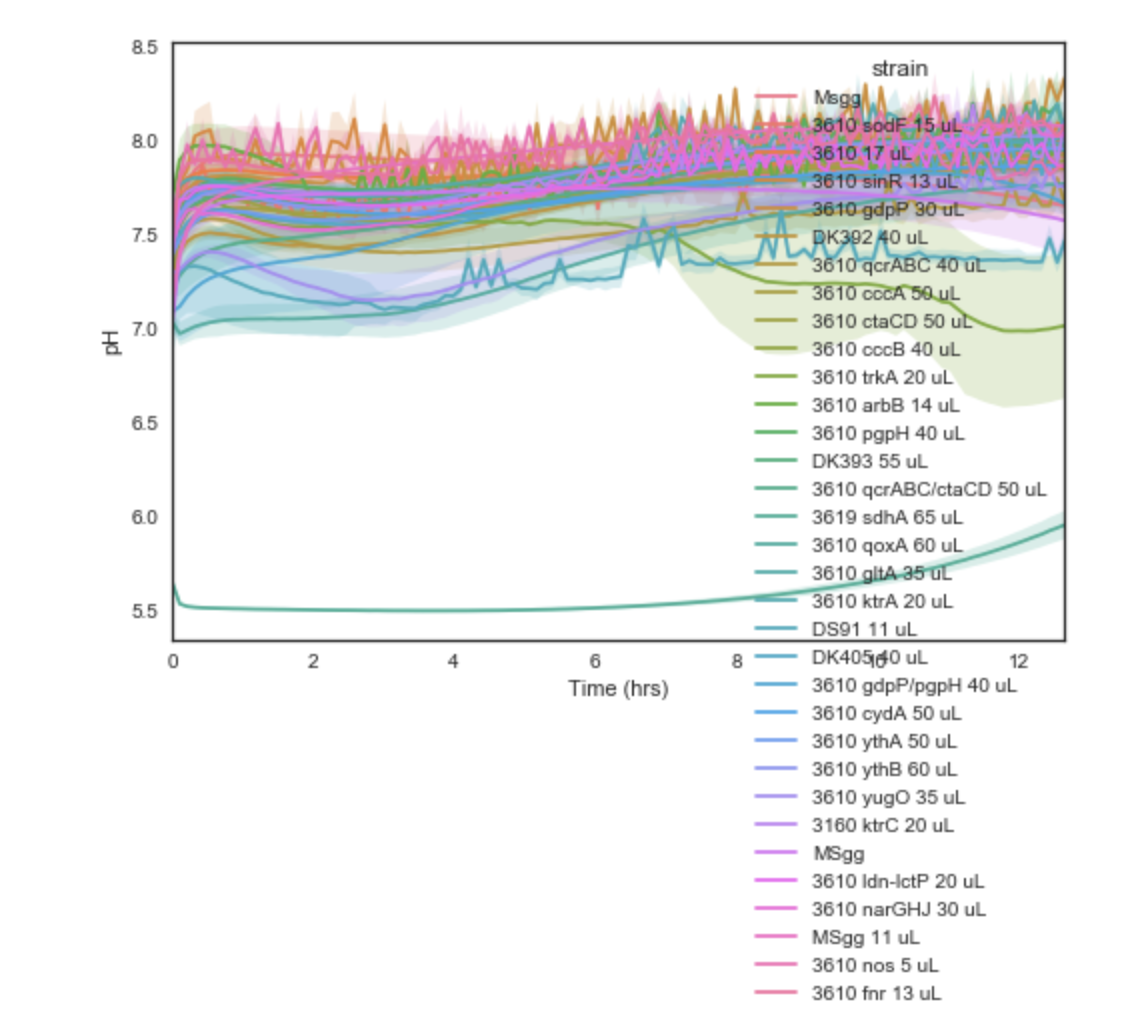 8.5
8.0
7.5
7.0
6.5
6.0
5.5
pH
0
2
4
6
8
10
12
Time (hrs)
strain
Msgg
3610 sodF 15 uL
3610 17 uL
3610 sinR 13 uL
3610 gdpP 30 uL
DK392 40 uL
3610 qcrABC 40 uL
3610 cccA 50 uL
3610 ctaCD 50 uL
3610 cccB 40 uL
3610 trkA 20 uL
3610 arbB 14 uL
3610 pgpH 40 uL
DK393 55 uL
3610 qcrABC/ctaCD 50 uL
3619 sdhA 65 uL
3610 qoxA 60 uL
3610 gltA 35 uL
3610 ktrA 20 uL
DS91 11 uL
DK405 40 uL
3610 gdpP/pgpH 40 uL
3610 cydA 50 uL
3610 ythA 50 uL
3610 ythB 60 uL
3610 yugO 35 uL
3160 ktrC 20 uL
MSgg
3610 ldn-lctP 20 uL
3610 narGHJ 30 uL
MSgg 11 uL
3610 nos 5 uL
3610 fnr 13 uL